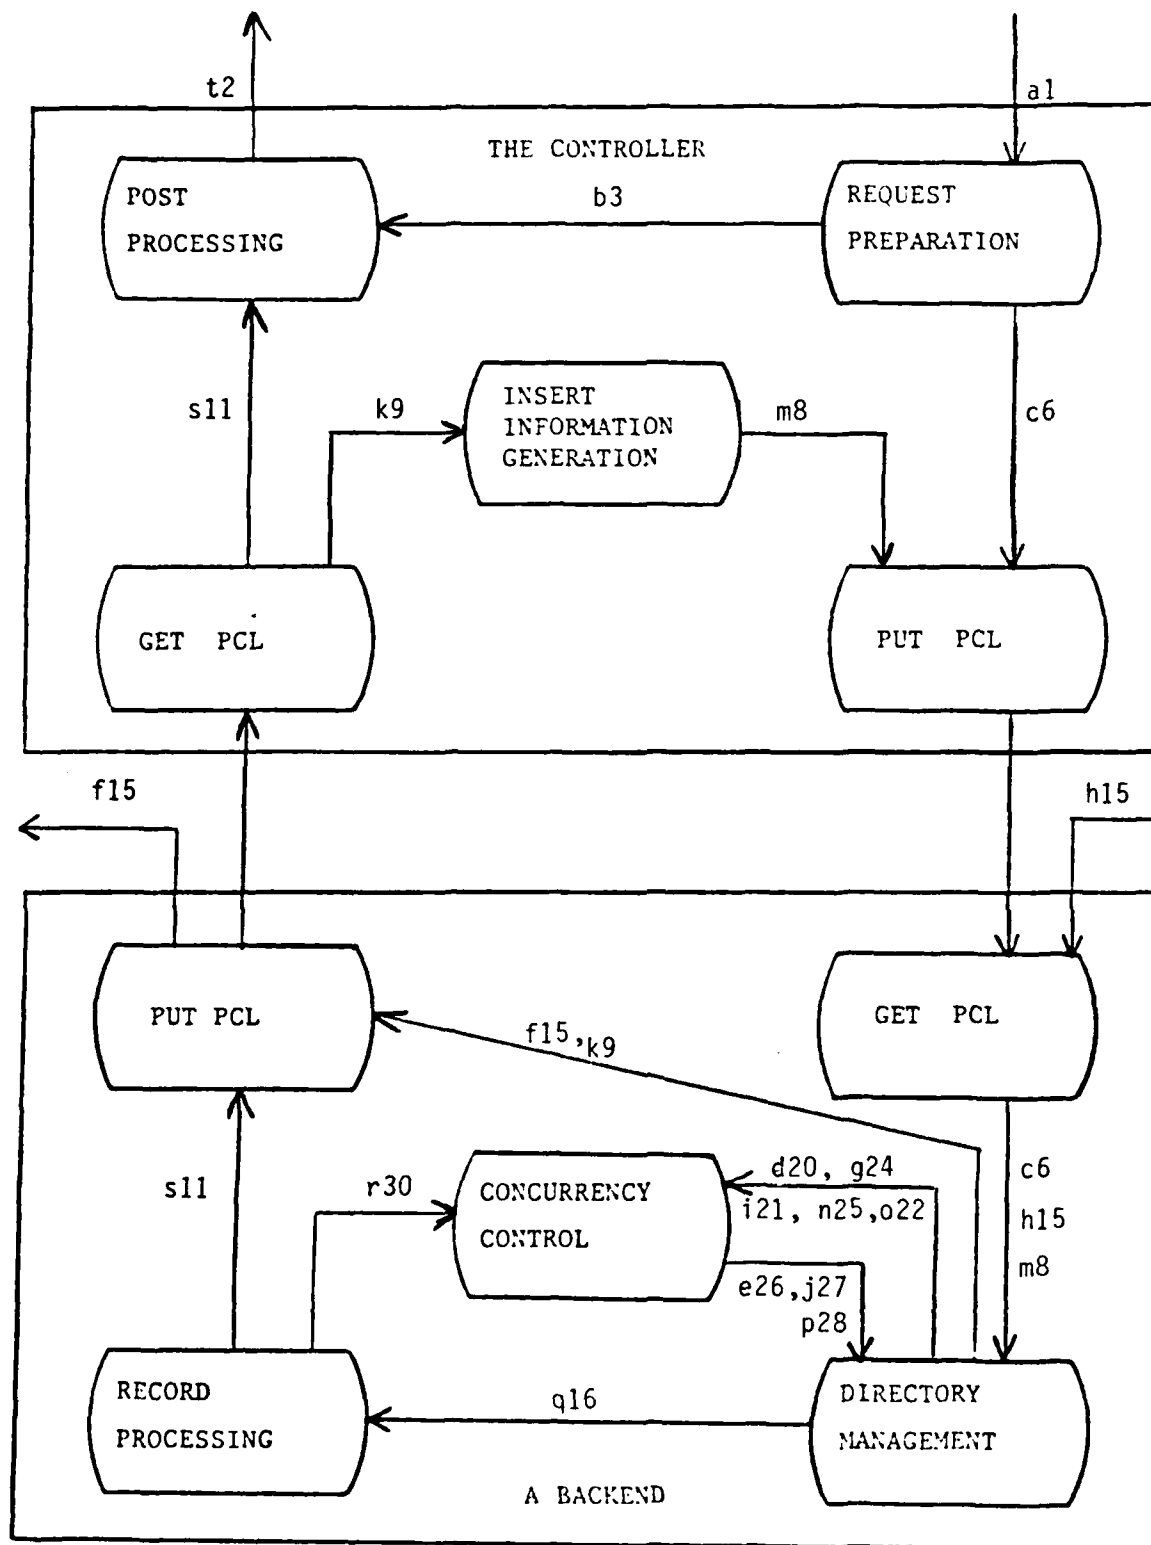 t2
a1
THE CONTROLLER
POST
PROCESSING
b3
REQUEST
PREPARATION
s11
k9
INSERT
INFORMATION
GENERATION
m8
c6
GET PCL
PUT PCL
f15
h15
PUT PCL
f15,k9
GET PCL
s11
r30
CONCURRENCY
CONTROL
d20, g24
i21, n25,o22
e26,j27
p28
c6
h15
m8
RECORD
PROCESSING
q16
DIRECTORY
MANAGEMENT
A BACKEND